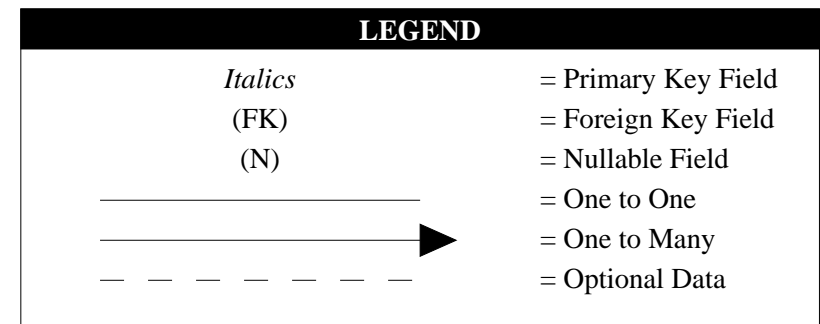 LEGEND
Italics = Primary Key Field
(FK) = Foreign Key Field
(N) = Nullable Field
= One to One
= One to Many
= Optional Data